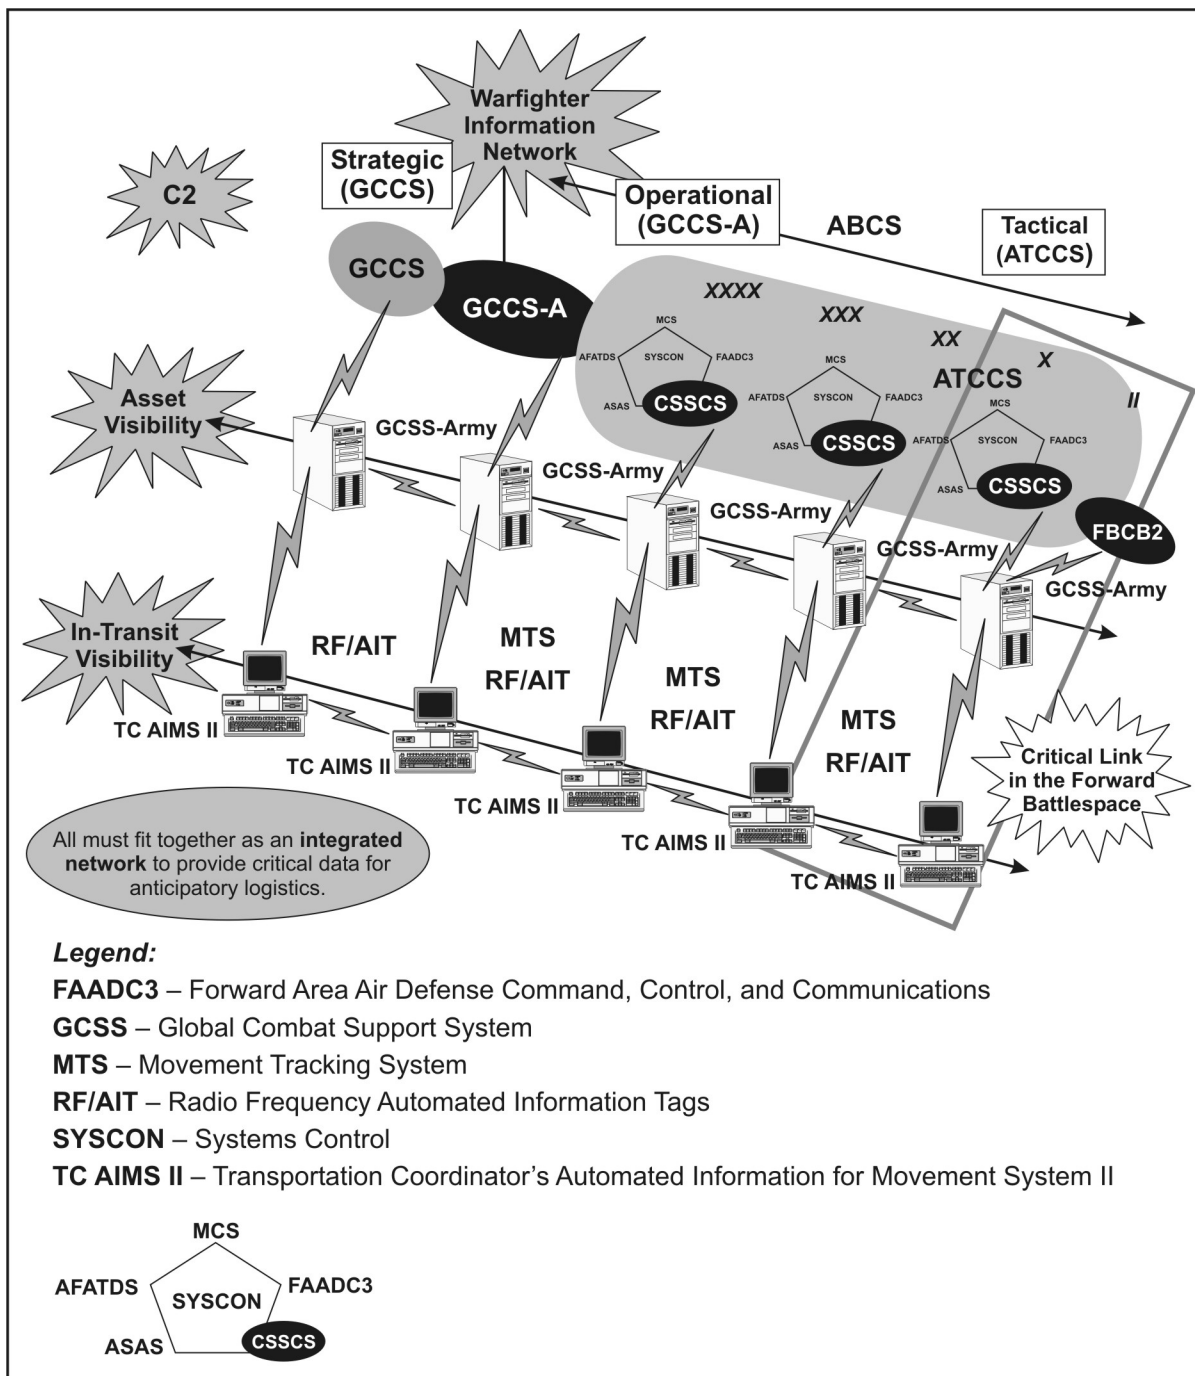 Warfighter
Information
Network
Strategic
(GCCS)
C2
Operational
(GCCS-A)
ABCS
Tactical
(ATCCS)
GCCS
GCCS-A
XXXX
XXX
XX
X
II
ATCCS
MCS
AFATDS
SYSCON
FAADC3
ASAS
CSSCS
MCS
AFATDS
SYSCON
FAADC3
ASAS
CSSCS
MCS
AFATDS
SYSCON
FAADC3
ASAS
CSSCS
FBCB2
Asset
Visibility
GCSS-Army
GCSS-Army
GCSS-Army
GCSS-Army
GCSS-Army
In-Transit
Visibility
RF/AIT
MTS
RF/AIT
MTS
RF/AIT
MTS
RF/AIT
TC AIMS II
TC AIMS II
TC AIMS II
TC AIMS II
TC AIMS II
Critical Link
in the Forward
Battlespace
All must fit together as an integrated
network to provide critical data for
anticipatory logistics.
Legend:
FAADC3 – Forward Area Air Defense Command, Control, and Communications
GCSS – Global Combat Support System
MTS – Movement Tracking System
RF/AIT – Radio Frequency Automated Information Tags
SYSCON – Systems Control
TC AIMS II – Transportation Coordinator’s Automated Information for Movement System II
MCS
AFATDS
SYSCON
FAADC3
ASAS
CSSCS